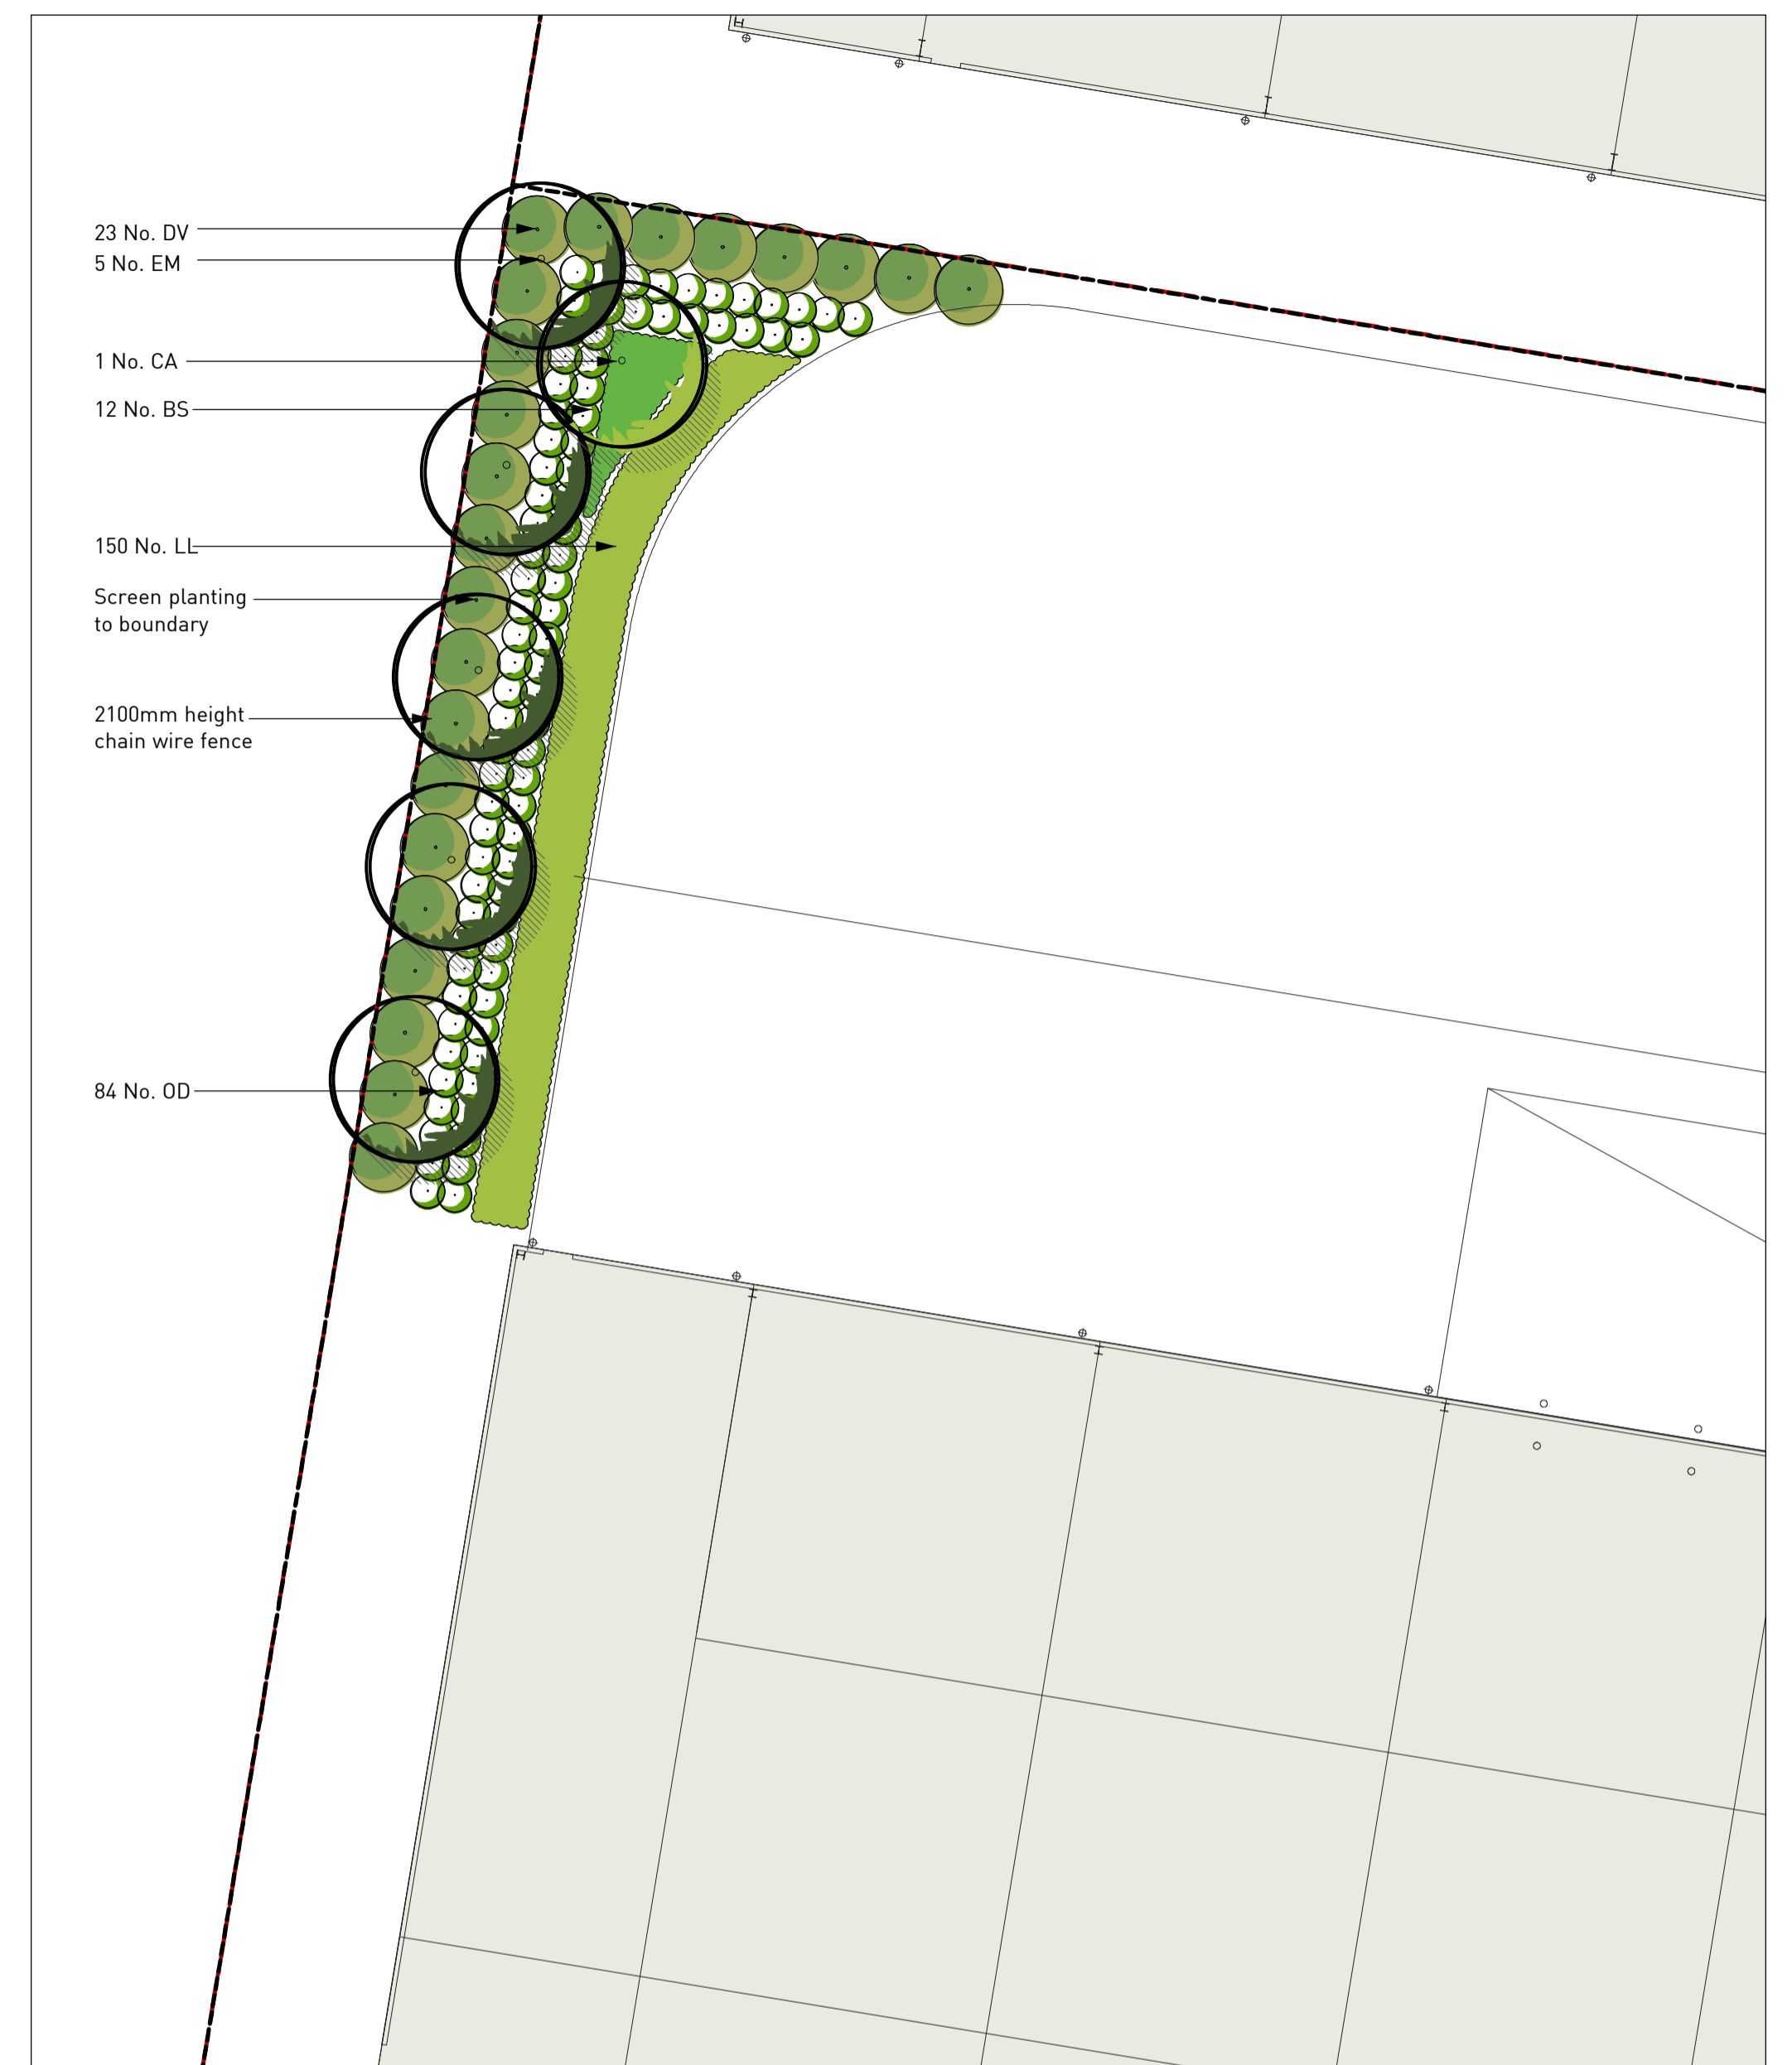 23 No. DV
5 No. EM
1 No. CA
12 No. BS
150 No. LL
Screen planting
to boundary
2100mm height
chain wire fence
84 No. OD